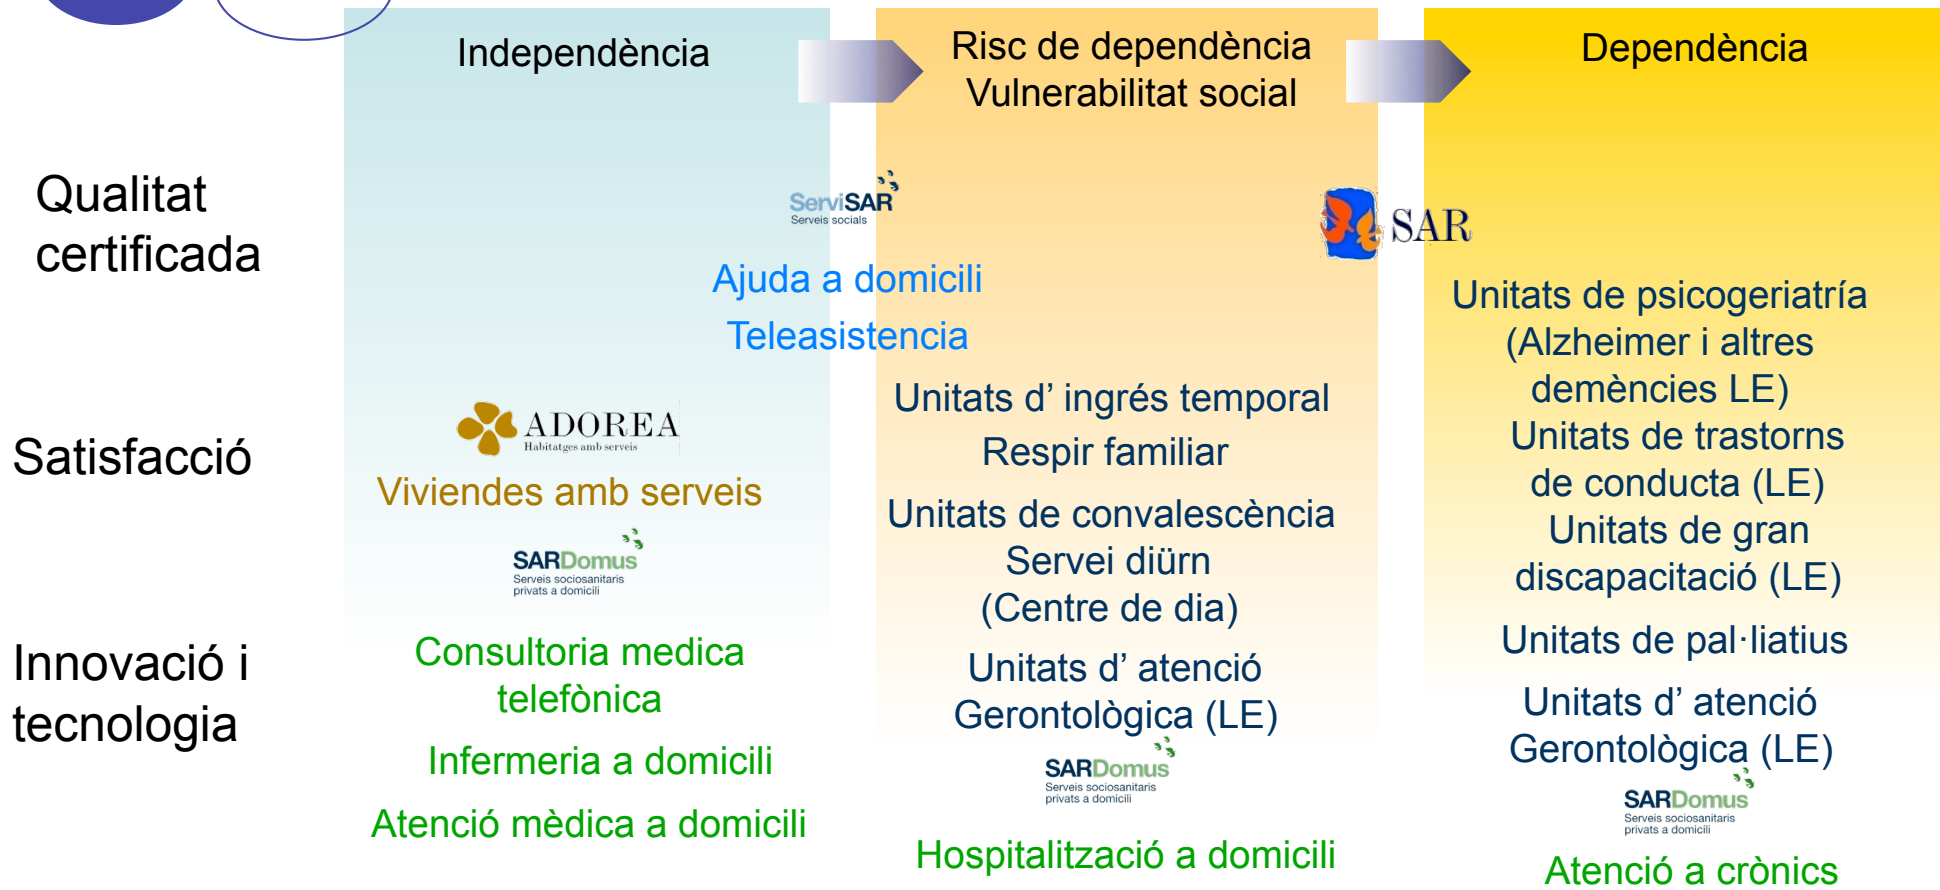 Independència
Risc de dependència
Vulnerabilitat social
Dependència
Qualitat
certificada
Satisfacció
Innovació i
tecnologia
ServiSAR
Serveis socials
Ajuda a domicili
Teleasistencia
ADOREA
Habitatges amb serveis
Viviendes amb serveis
SARDomus
Serveis sociosanitaris
privats a domicili
Consultoria medica
telefònica
Infermeria a domicili
Atenció mèdica a domicili
Unitats d’ ingrés temporal
Respir familiar
Unitats de convalescència
Servei diürn
(Centre de dia)
Unitats d’ atenció
Gerontològica (LE)
SARDomus
Serveis sociosanitaris
privats a domicili
Hospitalització a domicili
SAR
Unitats de psicogeriatría
(Alzheimer i altres
demències LE)
Unitats de trastorns
de conducta (LE)
Unitats de gran
discapacitació (LE)
Unitats de pal·liatius
Unitats d’ atenció
Gerontològica (LE)
SARDomus
Serveis sociosanitaris
privats a domicili
Atenció a crònics